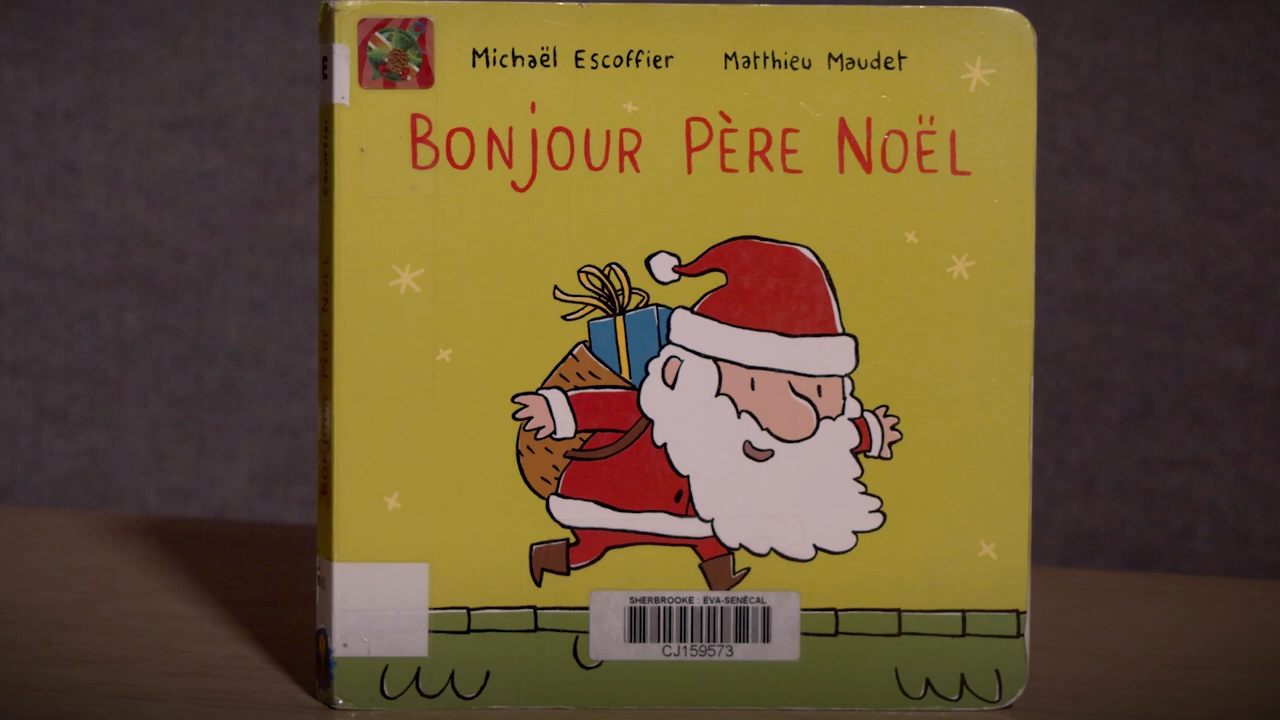 Michaël Escoffier Matthieu Maudet
BONJOUR PÈRE NOËL
SHERBROOKE : EVA-SENÉCAL
CJ159573